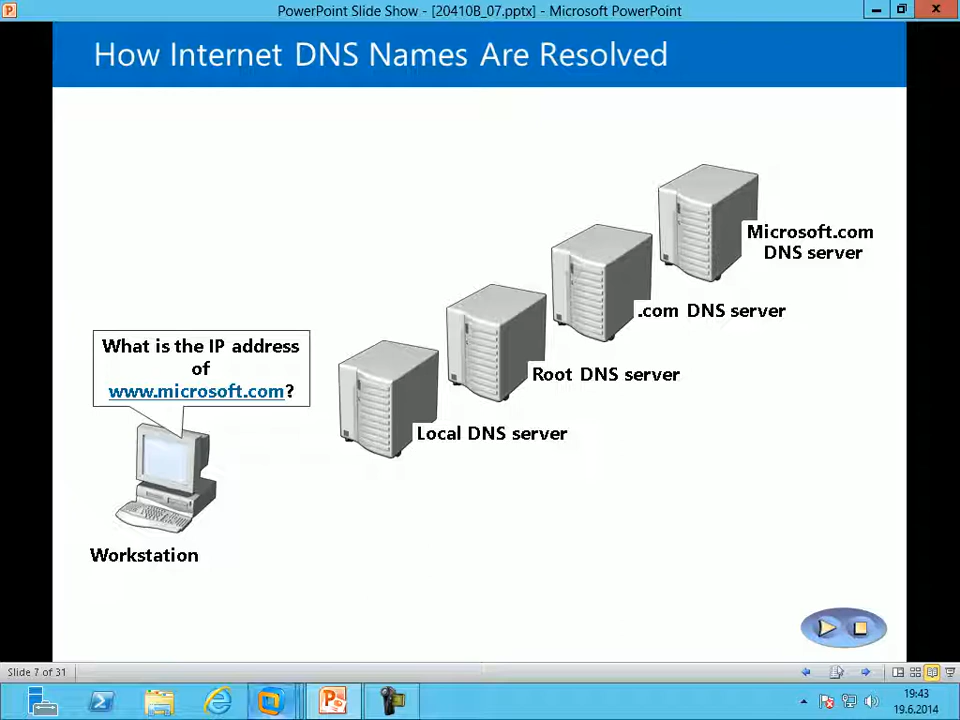 PowerPoint Slide Show - [20410B_07.pptx] - Microsoft PowerPoint
How Internet DNS Names Are Resolved
Microsoft.com
DNS server
.com DNS server
What is the IP address
of
www.microsoft.com?
Root DNS server
Local DNS server
Workstation
Slide 7 of 31
19:43
19.6.2014